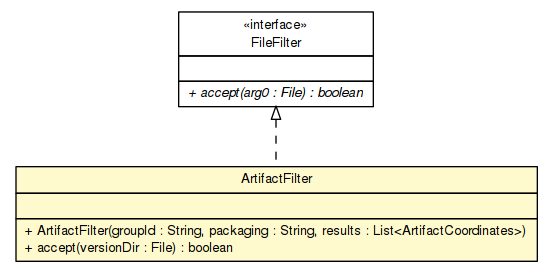 «interface»
FileFilter
+ accept(arg0 : File) : boolean
ArtifactFilter
+ ArtifactFilter(groupId : String, packaging : String, results : List<ArtifactCoordinates>)
+ accept(versionDir : File) : boolean